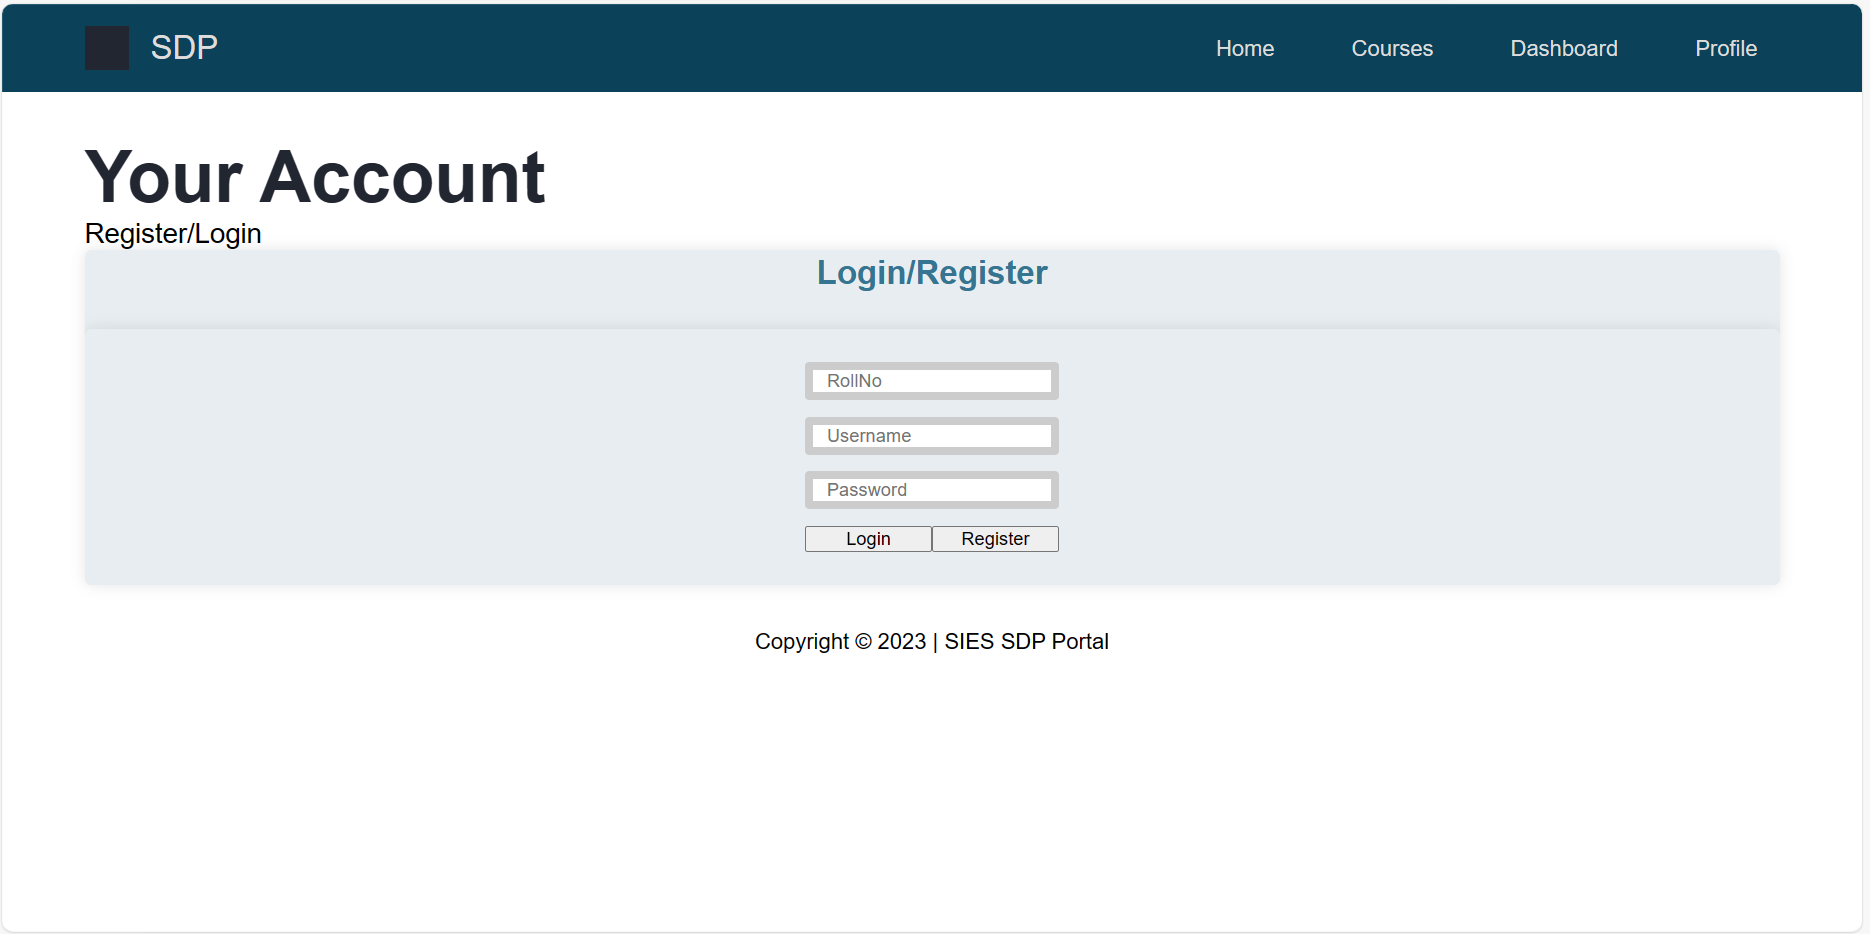 SDP
Home Courses Dashboard Profile
Your Account
Register/Login
Login/Register
RollNo
Username
Password
Login Register
Copyright © 2023 | SIES SDP Portal